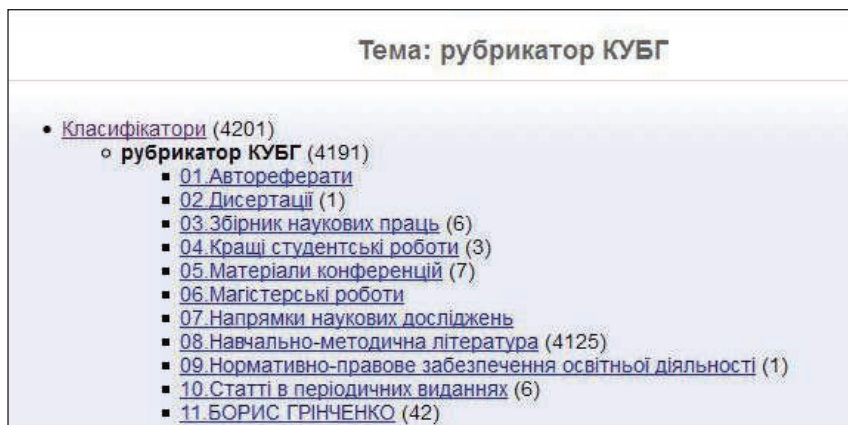 Тема: рубрикатор КУБГ
Класифікатори (4201)
рубрикатор КУБГ (4191)
01.Автореферати
02.Дисертації (1)
03.Збірник наукових праць (6)
04.Кращі студентські роботи (3)
05.Матеріали конференцій (7)
06.Магістерські роботи
07.Напрямки наукових досліджень
08.Навчально-методична література (4125)
09.Нормативно-правове забезпечення освітньої діяльності (1)
10.Статті в періодичних виданнях (6)
11.БОРИС ГРІНЧЕНКО (42)